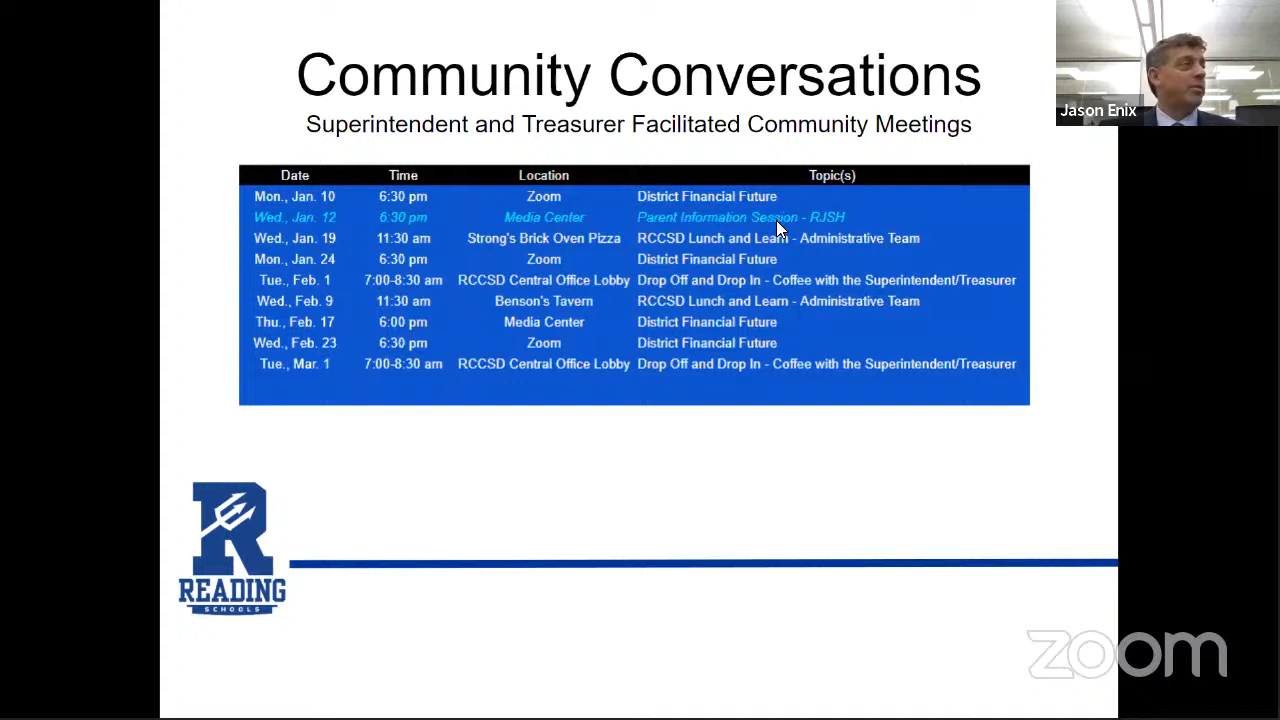 Community Conversations
Superintendent and Treasurer Facilitated Community Meetings
Jason Enix
Date Time Location Topic(s)
Mon., Jan. 10 6:30 pm Zoom District Financial Future
Wed., Jan. 12 6:30 pm Media Center Parent Information Session - RJSH
Wed., Jan. 19 11:30 am Strong's Brick Oven Pizza RCCSD Lunch and Learn - Administrative Team
Mon., Jan. 24 6:30 pm Zoom District Financial Future
Tue., Feb. 1 7:00-8:30 am RCCSD Central Office Lobby Drop Off and Drop In - Coffee with the Superintendent/Treasurer
Wed., Feb. 9 11:30 am Benson's Tavern RCCSD Lunch and Learn - Administrative Team
Thu., Feb. 17 6:00 pm Media Center District Financial Future
Wed., Feb. 23 6:30 pm Zoom District Financial Future
Tue., Mar. 1 7:00-8:30 am RCCSD Central Office Lobby Drop Off and Drop In - Coffee with the Superintendent/Treasurer
R
READING
SCHOOLS
zoom